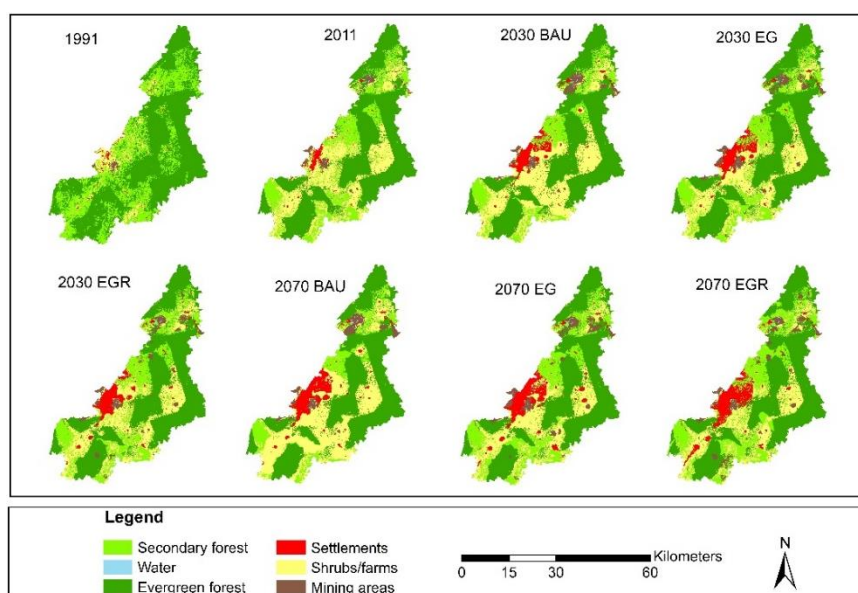 1991
2011
2030 BAU
2030 EG
2030 EGR
2070 BAU
2070 EG
2070 EGR
Legend
Secondary forest
Water
Evergreen forest
Settlements
Shrubs/farms
Mining areas
Kilometers
0 15 30 60
N